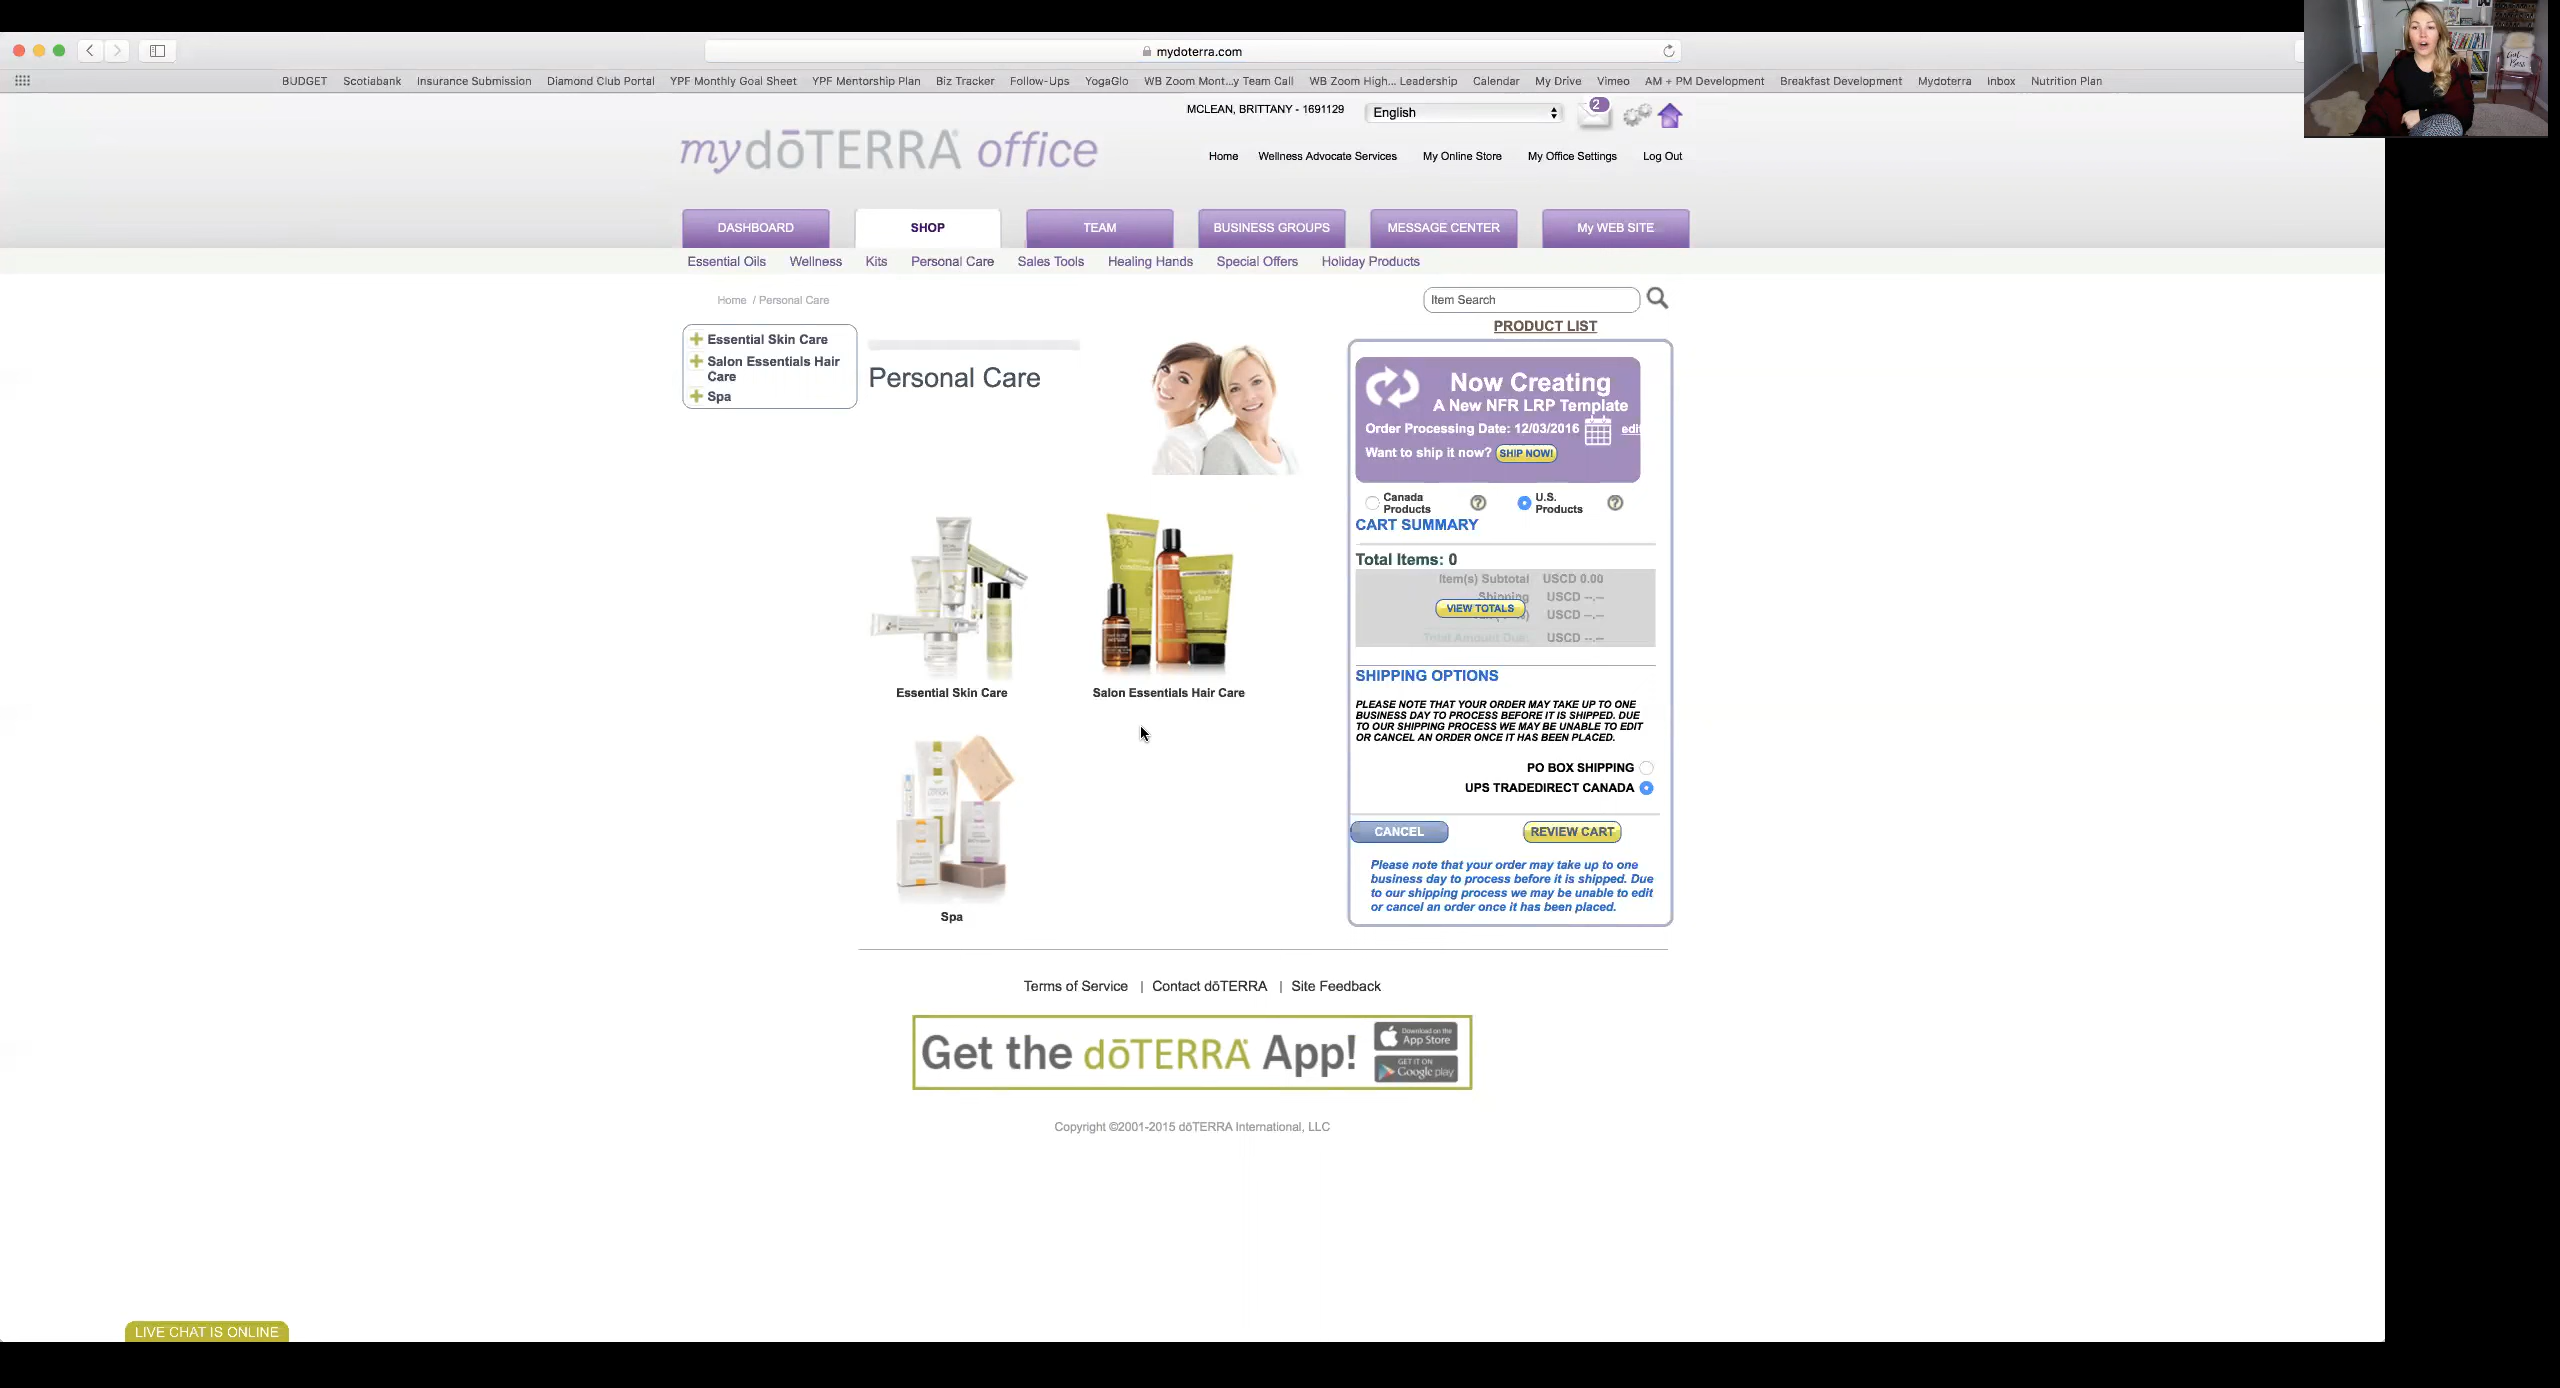 mydoterra.com
BUDGET Scotiabank Insurance Submission Diamond Club Portal YPF Monthly Goal Sheet YPF Mentorship Plan Biz Tracker Follow-Ups YogaGlo WB Zoom Mont...y Team Call WB Zoom High... Leadership Calendar My Drive Vimeo AM + PM Development Breakfast Development Mydoterra Inbox Nutrition Plan
MCLEAN, BRITTANY - 1691129 English 2
mydōTERRA office
Home Wellness Advocate Services My Online Store My Office Settings Log Out
DASHBOARD SHOP TEAM BUSINESS GROUPS MESSAGE CENTER My WEB SITE
Essential Oils Wellness Kits Personal Care Sales Tools Healing Hands Special Offers Holiday Products
Home / Personal Care
Item Search
PRODUCT LIST
Essential Skin Care
Salon Essentials Hair
Care
Spa
Personal Care
Now Creating
A New NFR LRP Template
Order Processing Date: 12/03/2016 edit
Want to ship it now? SHIP NOW!
Canada
Products
U.S.
Products
CART SUMMARY
Total Items: 0
Item(s) Subtotal USCD 0.00
Shipping USCD --.--
VIEW TOTALS
USCD --.--
Total Amount Due: USCD --.--
SHIPPING OPTIONS
PLEASE NOTE THAT YOUR ORDER MAY TAKE UP TO ONE
BUSINESS DAY TO PROCESS BEFORE IT IS SHIPPED. DUE
TO OUR SHIPPING PROCESS WE MAY BE UNABLE TO EDIT
OR CANCEL AN ORDER ONCE IT HAS BEEN PLACED.
PO BOX SHIPPING
UPS TRADEDIRECT CANADA
CANCEL REVIEW CART
Please note that your order may take up to one
business day to process before it is shipped. Due
to our shipping process we may be unable to edit
or cancel an order once it has been placed.
Essential Skin Care
Salon Essentials Hair Care
Spa
Terms of Service | Contact dōTERRA | Site Feedback
Get the dōTERRA App!
Download on the
App Store
GET IT ON
Google play
Copyright ©2001-2015 dōTERRA International, LLC
LIVE CHAT IS ONLINE